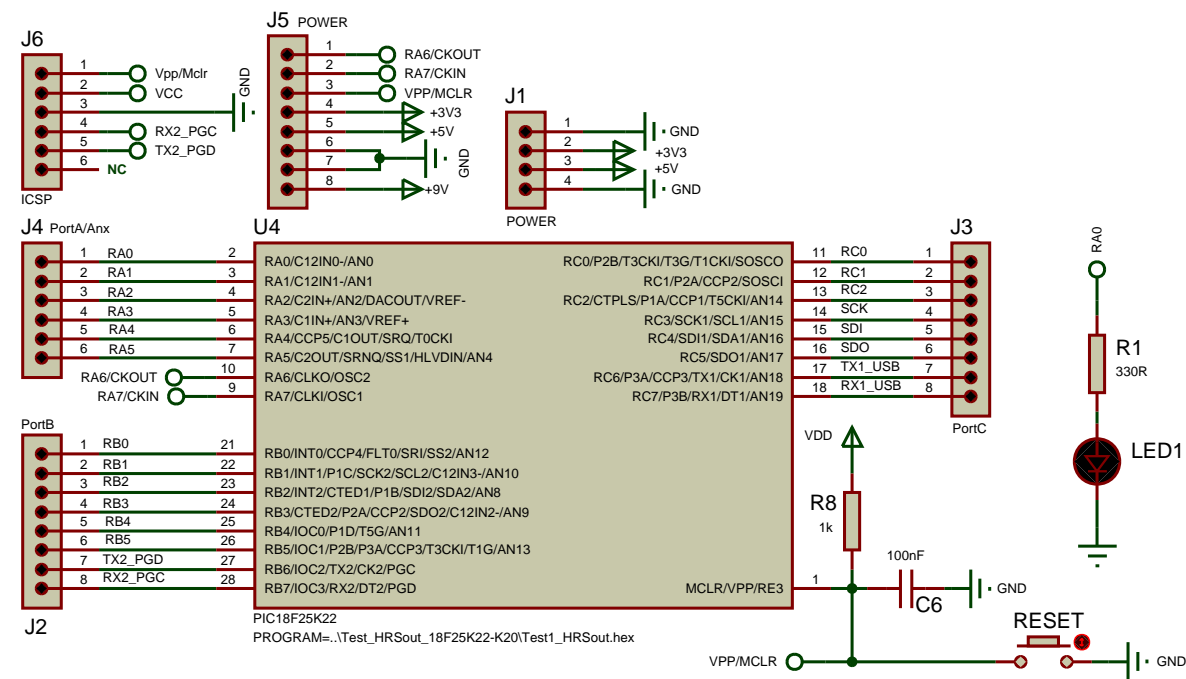 J6
1 Vpp/Mclr
2 VCC
3 GND
4 RX2_PGC
5 TX2_PGD
6 NC
ICSP
J5 POWER
1 RA6/CKOUT
2 RA7/CKIN
3 VPP/MCLR
4 +3V3
5 +5V
6
7 GND
8 +9V
J1
1 GND
2 +3V3
3 +5V
4 GND
POWER
J4 PortA/Anx
1 RA0 2
2 RA1 3
3 RA2 4
4 RA3 5
5 RA4 6
6 RA5 7
RA6/CKOUT 10
RA7/CKIN 9
PortB
1 RB0 21
2 RB1 22
3 RB2 23
4 RB3 24
5 RB4 25
6 RB5 26
7 TX2_PGD 27
8 RX2_PGC 28
J2
U4
RA0/C12IN0-/AN0
RA1/C12IN1-/AN1
RA2/C2IN+/AN2/DACOUT/VREF-
RA3/C1IN+/AN3/VREF+
RA4/CCP5/C1OUT/SRQ/T0CKI
RA5/C2OUT/SRNQ/SS1/HLVDIN/AN4
RA6/CLKO/OSC2
RA7/CLKI/OSC1
RB0/INT0/CCP4/FLT0/SRI/SS2/AN12
RB1/INT1/P1C/SCK2/SCL2/C12IN3-/AN10
RB2/INT2/CTED1/P1B/SDI2/SDA2/AN8
RB3/CTED2/P2A/CCP2/SDO2/C12IN2-/AN9
RB4/IOC0/P1D/T5G/AN11
RB5/IOC1/P2B/P3A/CCP3/T3CKI/T1G/AN13
RB6/IOC2/TX2/CK2/PGC
RB7/IOC3/RX2/DT2/PGD
RC0/P2B/T3CKI/T3G/T1CKI/SOSCO
RC1/P2A/CCP2/SOSCI
RC2/CTPLS/P1A/CCP1/T5CKI/AN14
RC3/SCK1/SCL1/AN15
RC4/SDI1/SDA1/AN16
RC5/SDO1/AN17
RC6/P3A/CCP3/TX1/CK1/AN18
RC7/P3B/RX1/DT1/AN19
MCLR/VPP/RE3
PIC18F25K22
PROGRAM=..\Test_HRSout_18F25K22-K20\Test1_HRSout.hex
J3
11 RC0 1
12 RC1 2
13 RC2 3
14 SCK 4
15 SDI 5
16 SDO 6
17 TX1_USB 7
18 RX1_USB 8
PortC
VDD
R8
1k
1
100nF
C6
GND
VPP/MCLR
RESET
GND
RA0
R1
330R
LED1